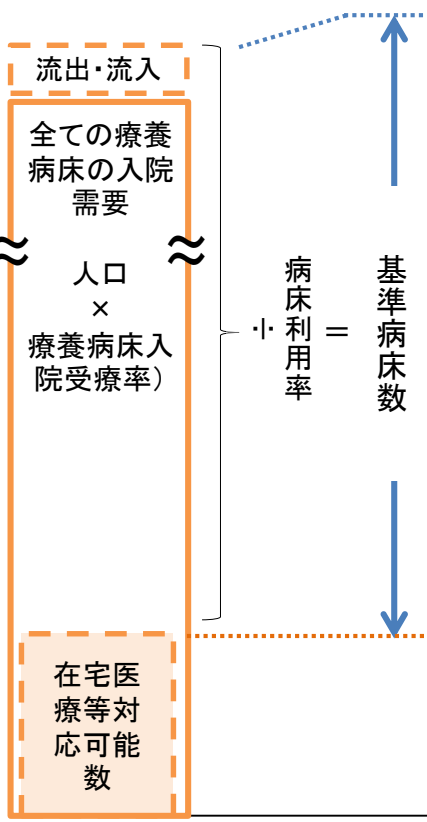 流出・流入
全ての療養
病床の入院
需要
人口
×
療養病床入
院受療率）
÷
病床利用率
＝
基準病床数
在宅医
療等対
応可能
数